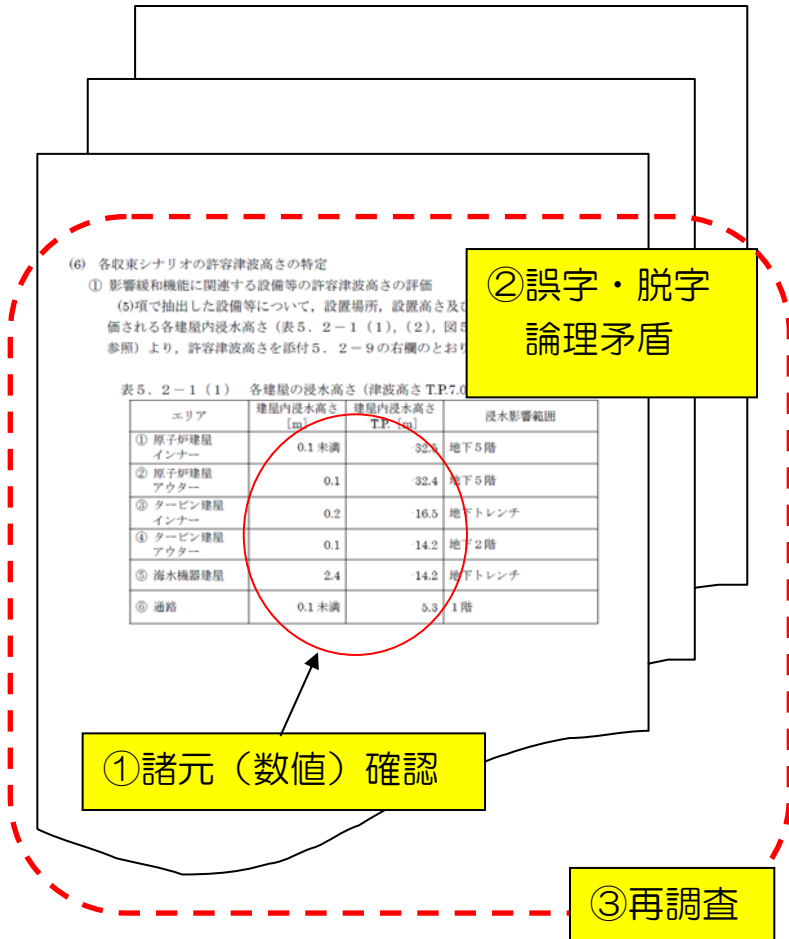 (6) 各収束シナリオの許容津波高さの特定
① 影響緩和機能に関連する設備等の許容津波高さの評価
(5)項で抽出した設備等について，設置場所，設置高さ及び
価される各建屋内浸水高さ（表５．２－１（1），（2），図５
参照）より，許容津波高さを添付５．２－９の右欄のとおり
②誤字・脱字
論理矛盾
表５．２－１（1） 各建屋の浸水高さ（津波高さ T.P.7.0
エリア 建屋内浸水高さ [m] 建屋内浸水高さ T.P. [m] 浸水影響範囲
① 原子炉建屋 インナー 0.1 未満 -32.5 地下５階
② 原子炉建屋 アウター 0.1 -32.4 地下５階
③ タービン建屋 インナー 0.2 -16.5 地下トレンチ
④ タービン建屋 アウター 0.1 -14.2 地下２階
⑤ 海水機器建屋 2.4 -14.2 地下トレンチ
⑥ 通路 0.1 未満 5.3 1 階
①諸元（数値）確認
③再調査